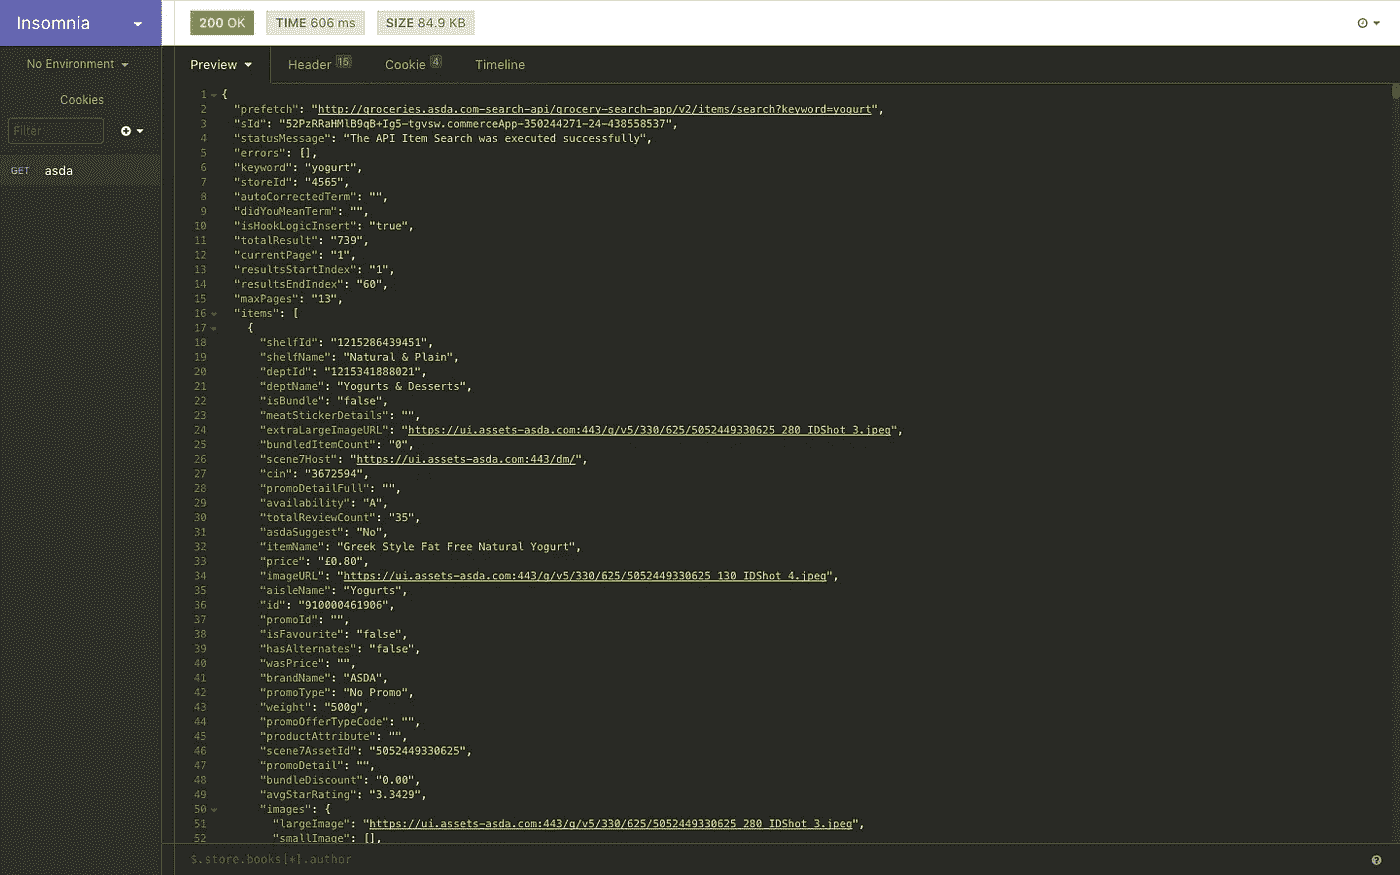 Insomnia
200 OK TIME 606 ms SIZE 84.9 KB
No Environment
Cookies
Filter
GET asda
Preview Header 15 Cookie 4 Timeline
1 {
2 "prefetch": "http://groceries.asda.com-search-api/grocery-search-app/v2/items/search?keyword=yogurt",
3 "sId": "52PzRRaHMlB9qB+Ig5-tgvsw.commerceApp-350244271-24-438558537",
4 "statusMessage": "The API Item Search was executed successfully",
5 "errors": [],
6 "keyword": "yogurt",
7 "storeId": "4565",
8 "autoCorrectedTerm": "",
9 "didYouMeanTerm": "",
10 "isHookLogicInsert": "true",
11 "totalResult": "739",
12 "currentPage": "1",
13 "resultsStartIndex": "1",
14 "resultsEndIndex": "60",
15 "maxPages": "13",
16 "items": [
17 {
18 "shelfId": "1215286439451",
19 "shelfName": "Natural & Plain",
20 "deptId": "1215341888021",
21 "deptName": "Yogurts & Desserts",
22 "isBundle": "false",
23 "meatStickerDetails": "",
24 "extraLargeImageURL": "https://ui.assets-asda.com:443/g/v5/330/625/5052449330625_280_IDShot_3.jpeg",
25 "bundledItemCount": "0",
26 "scene7Host": "https://ui.assets-asda.com:443/dm/",
27 "cin": "3672594",
28 "promoDetailFull": "",
29 "availability": "A",
30 "totalReviewCount": "35",
31 "asdaSuggest": "No",
32 "itemName": "Greek Style Fat Free Natural Yogurt",
33 "price": "£0.80",
34 "imageURL": "https://ui.assets-asda.com:443/g/v5/330/625/5052449330625_130_IDShot_4.jpeg",
35 "aisleName": "Yogurts",
36 "id": "910000461906",
37 "promoId": "",
38 "isFavourite": "false",
39 "hasAlternates": "false",
40 "wasPrice": "",
41 "brandName": "ASDA",
42 "promoType": "No Promo",
43 "weight": "500g",
44 "promoOfferTypeCode": "",
45 "productAttribute": "",
46 "scene7AssetId": "5052449330625",
47 "promoDetail": "",
48 "bundleDiscount": "0.00",
49 "avgStarRating": "3.3429",
50 "images": {
51 "largeImage": "https://ui.assets-asda.com:443/g/v5/330/625/5052449330625_280_IDShot_3.jpeg",
52 "smallImage": [],
$.store.books[*].author